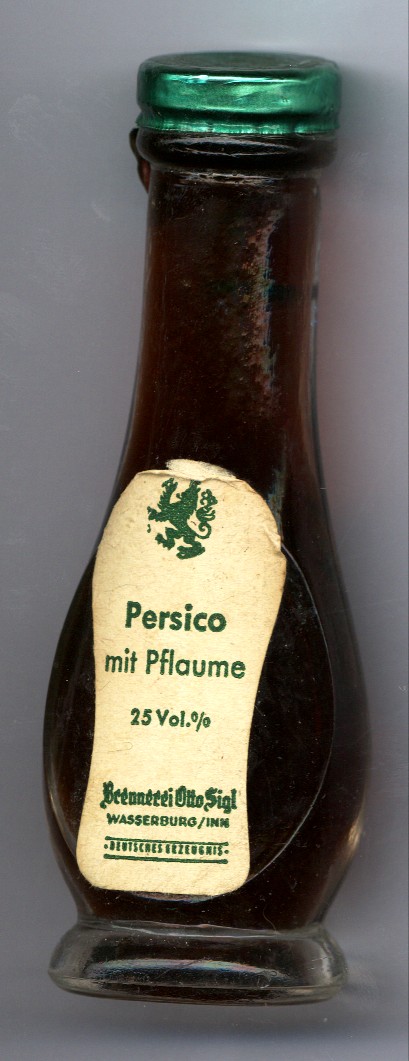 Persico
mit Pflaume
25 Vol.%
Brennerei Otto Sigl
WASSERBURG/INN
·DEUTSCHES ERZEUGNIS·